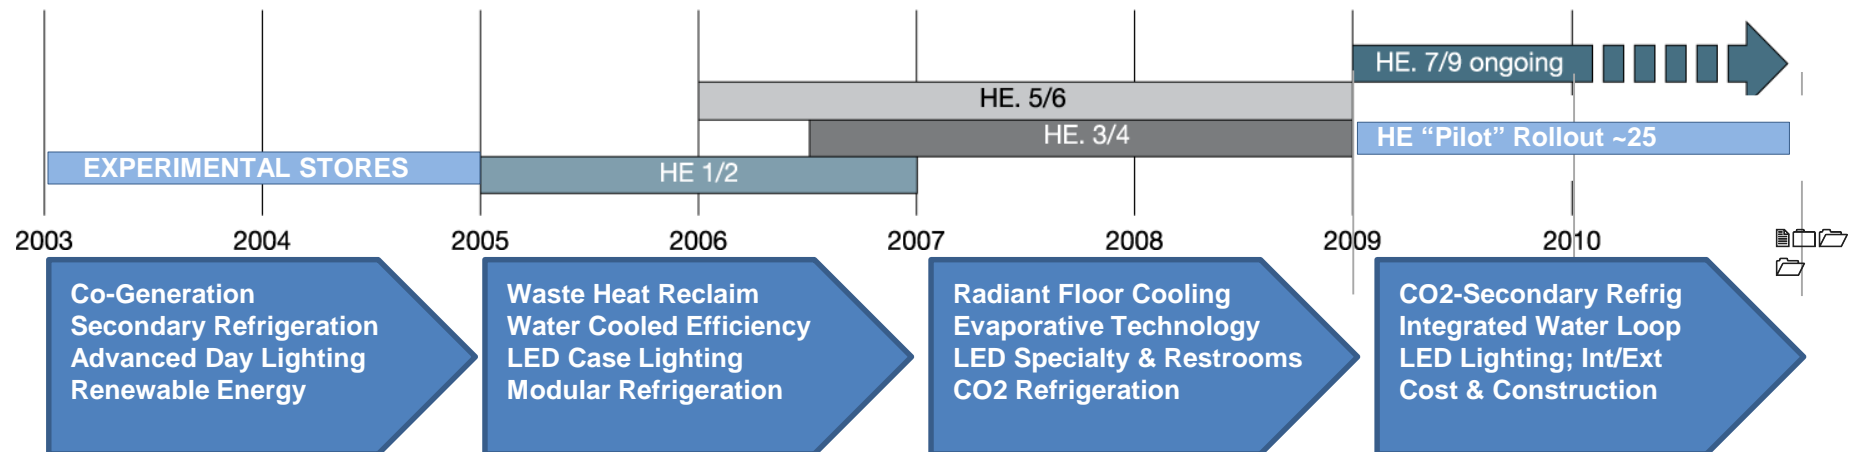 HE. 7/9 ongoing
HE. 5/6
HE. 3/4
HE “Pilot” Rollout ~25
EXPERIMENTAL STORES
HE 1/2
2003
2004
2005
2006
2007
2008
2009
2010
Co-Generation
Secondary Refrigeration
Advanced Day Lighting
Renewable Energy
Waste Heat Reclaim
Water Cooled Efficiency
LED Case Lighting
Modular Refrigeration
Radiant Floor Cooling
Evaporative Technology
LED Specialty & Restrooms
CO2 Refrigeration
CO2-Secondary Refrig
Integrated Water Loop
LED Lighting; Int/Ext
Cost & Construction